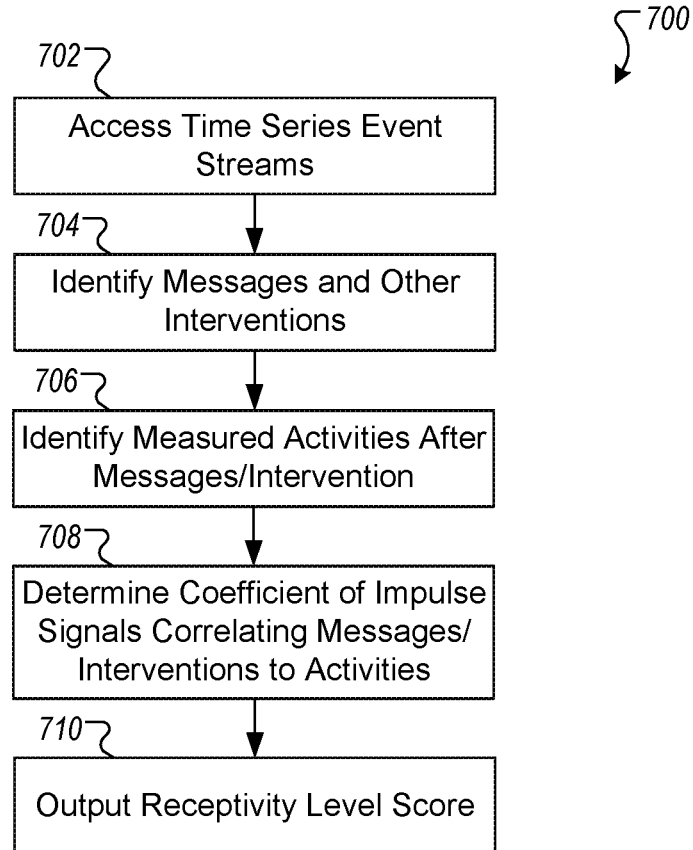 700
702
Access Time Series Event
Streams
704
Identify Messages and Other
Interventions
706
Identify Measured Activities After
Messages/Intervention
708
Determine Coefficient of Impulse
Signals Correlating Messages/
Interventions to Activities
710
Output Receptivity Level Score